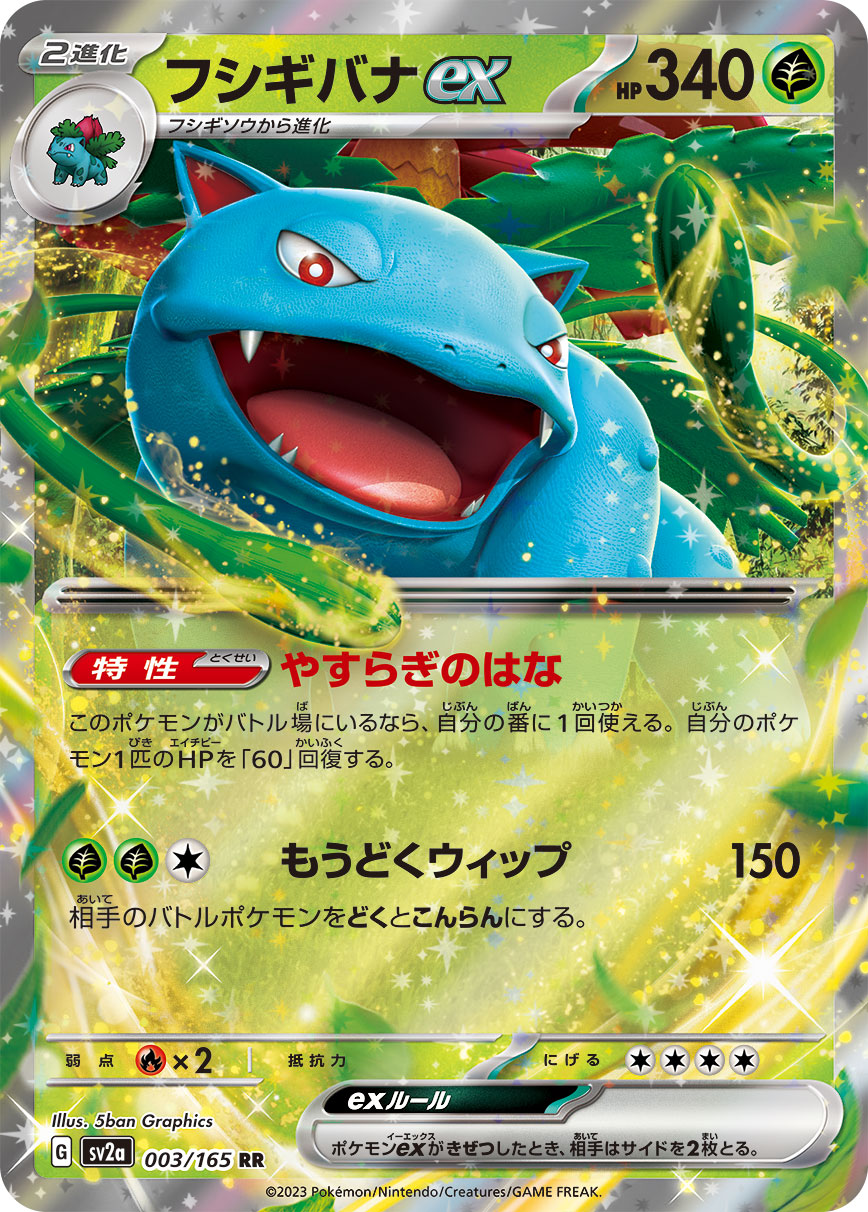 2進化
フシギバナex
HP 340
フシギソウから進化
特性
とくせい
やすらぎのはな
このポケモンがバトル場にいるなら、自分の番に1回使える。自分のポケ
モン1匹のHPを「60」回復する。
もうどくウィップ 150
相手のバトルポケモンをどくとこんらんにする。
弱点 ×2 抵抗力 にげる
exルール
ポケモンexがきぜつしたとき、相手はサイドを2枚とる。
Illus. 5ban Graphics
G sv2a 003/165 RR
©2023 Pokémon/Nintendo/Creatures/GAME FREAK.